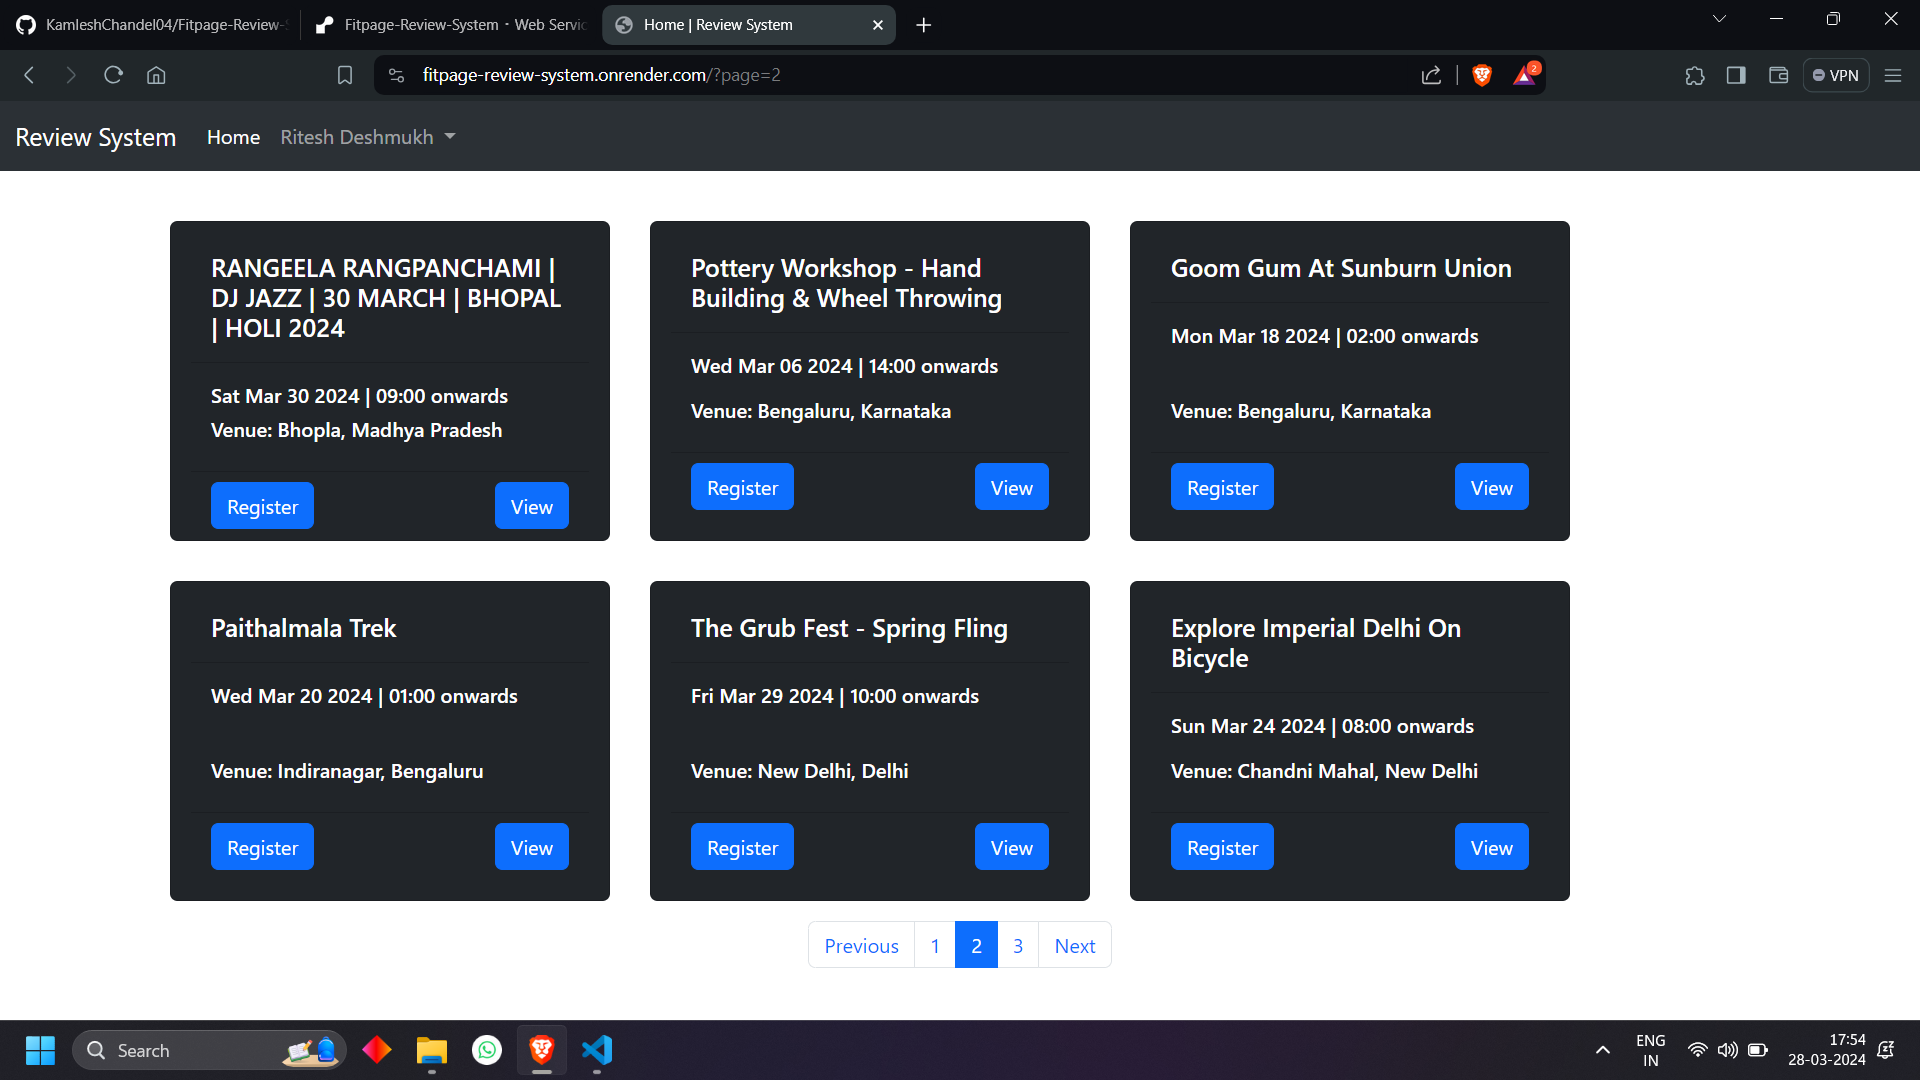 KamleshChandel04/Fitpage-Review-S
Fitpage-Review-System · Web Servic
Home | Review System
fitpage-review-system.onrender.com/?page=2
2
VPN
Review System
Home
Ritesh Deshmukh
RANGEELA RANGPANCHAMI |
DJ JAZZ | 30 MARCH | BHOPAL
| HOLI 2024
Sat Mar 30 2024 | 09:00 onwards
Venue: Bhopla, Madhya Pradesh
Register
View
Pottery Workshop - Hand
Building & Wheel Throwing
Wed Mar 06 2024 | 14:00 onwards
Venue: Bengaluru, Karnataka
Register
View
Goom Gum At Sunburn Union
Mon Mar 18 2024 | 02:00 onwards
Venue: Bengaluru, Karnataka
Register
View
Paithalmala Trek
Wed Mar 20 2024 | 01:00 onwards
Venue: Indiranagar, Bengaluru
Register
View
The Grub Fest - Spring Fling
Fri Mar 29 2024 | 10:00 onwards
Venue: New Delhi, Delhi
Register
View
Explore Imperial Delhi On
Bicycle
Sun Mar 24 2024 | 08:00 onwards
Venue: Chandni Mahal, New Delhi
Register
View
Previous
1
2
3
Next
Search
ENG
IN
17:54
28-03-2024